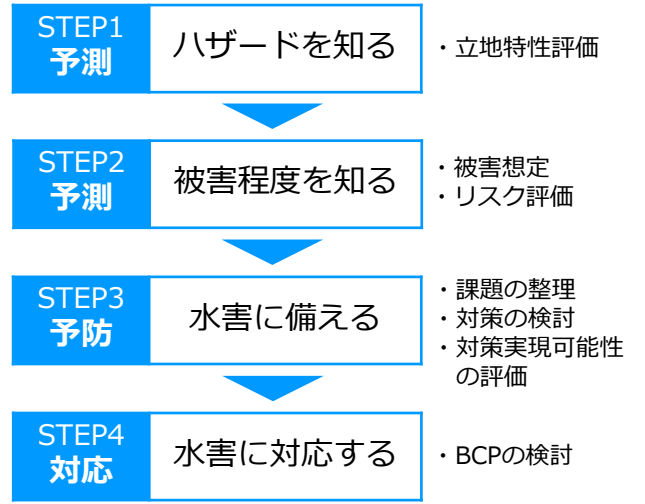 STEP1
予測
ハザードを知る
・立地特性評価
STEP2
予測
被害程度を知る
・被害想定
・リスク評価
STEP3
予防
水害に備える
・課題の整理
・対策の検討
・対策実現可能性
の評価
STEP4
対応
水害に対応する
・BCPの検討